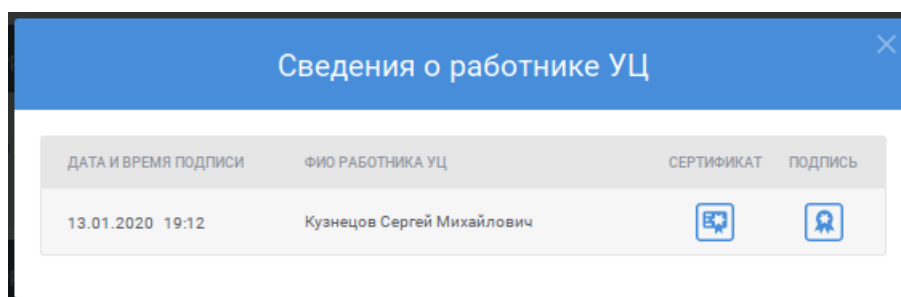 Сведения о работнике УЦ
ДАТА И ВРЕМЯ ПОДПИСИ ФИО РАБОТНИКА УЦ СЕРТИФИКАТ ПОДПИСЬ
13.01.2020 19:12 Кузнецов Сергей Михайлович